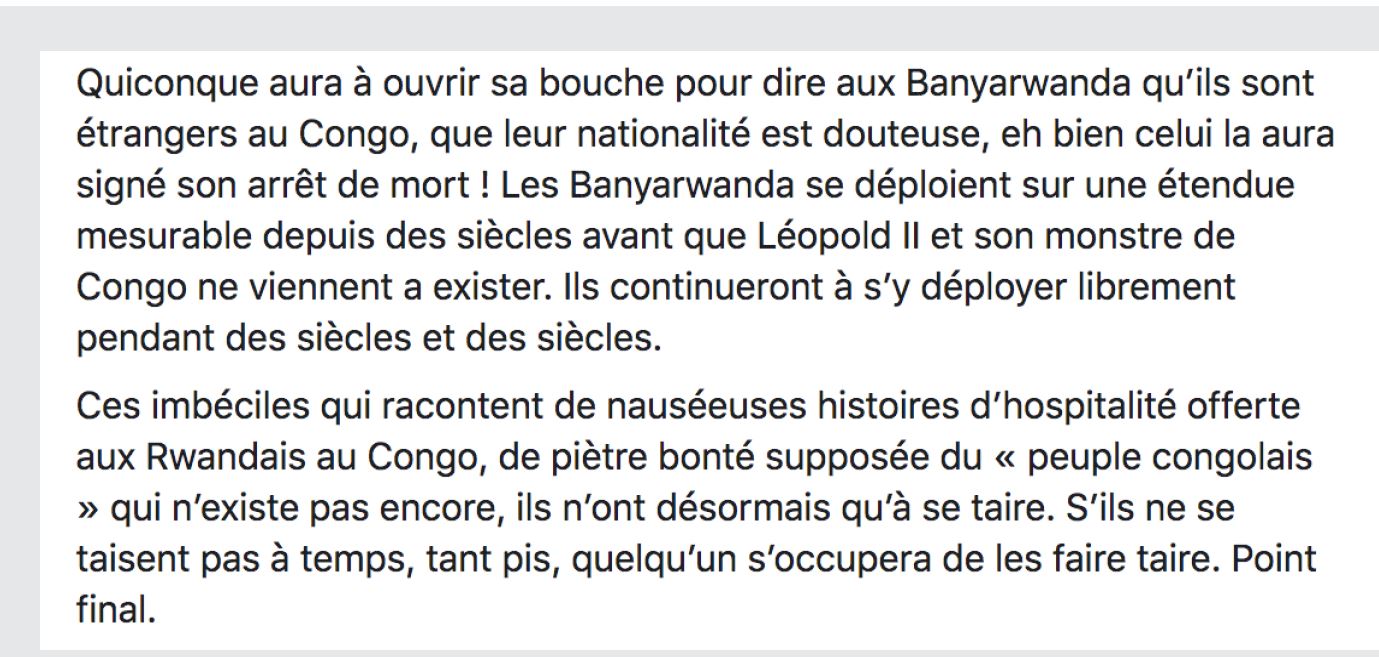 Quiconque aura à ouvrir sa bouche pour dire aux Banyarwanda qu’ils sont
étrangers au Congo, que leur nationalité est douteuse, eh bien celui la aura
signé son arrêt de mort ! Les Banyarwanda se déploient sur une étendue
mesurable depuis des siècles avant que Léopold II et son monstre de
Congo ne viennent a exister. Ils continueront à s’y déployer librement
pendant des siècles et des siècles.
Ces imbéciles qui racontent de nauséeuses histoires d’hospitalité offerte
aux Rwandais au Congo, de piètre bonté supposée du « peuple congolais
» qui n’existe pas encore, ils n’ont désormais qu’à se taire. S’ils ne se
taisent pas à temps, tant pis, quelqu’un s’occupera de les faire taire. Point
final.